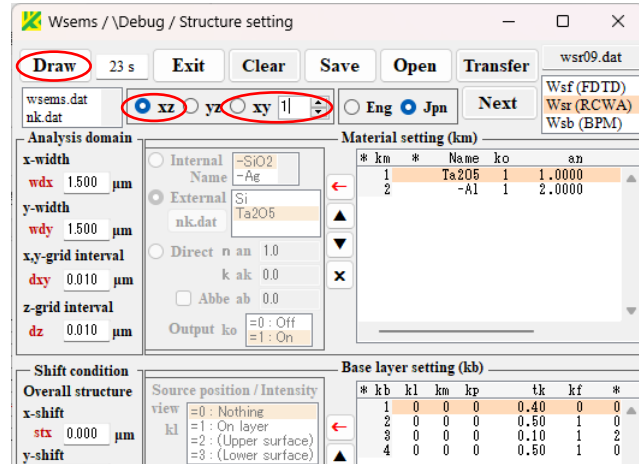 Wsems / \Debug / Structure setting
Draw 23 s Exit Clear Save Open Transfer wsr09.dat
wsems.dat
nk.dat
xz yz xy 1 Eng Jpn Next
Wsf (FDTD)
Wsr (RCWA)
Wsb (BPM)
Analysis domain
x-width
wdx 1.500 μm
y-width
wdy 1.500 μm
x,y-grid interval
dxy 0.010 μm
z-grid interval
dz 0.010 μm
Internal Name
-SiO2
-Ag
External
nk.dat
Si
Ta2O5
Direct n an 1.0
k ak 0.0
Abbe ab 0.0
Output ko
=0 : Off
=1 : On
Material setting (km)
* km * Name ko an
1 Ta2O5 1 1.0000
2 -Al 1 2.0000
Shift condition
Overall structure
x-shift
stx 0.000 μm
y-shift
Source position / Intensity
view
kl
=0 : Nothing
=1 : On layer
=2 : (Upper surface)
=3 : (Lower surface)
Base layer setting (kb)
* kb kl km kp tk kf *
1 0 0 0 0.40 0 0
2 0 0 0 0.50 1 0
3 0 0 0 0.10 1 2
4 0 0 0 0.50 1 0